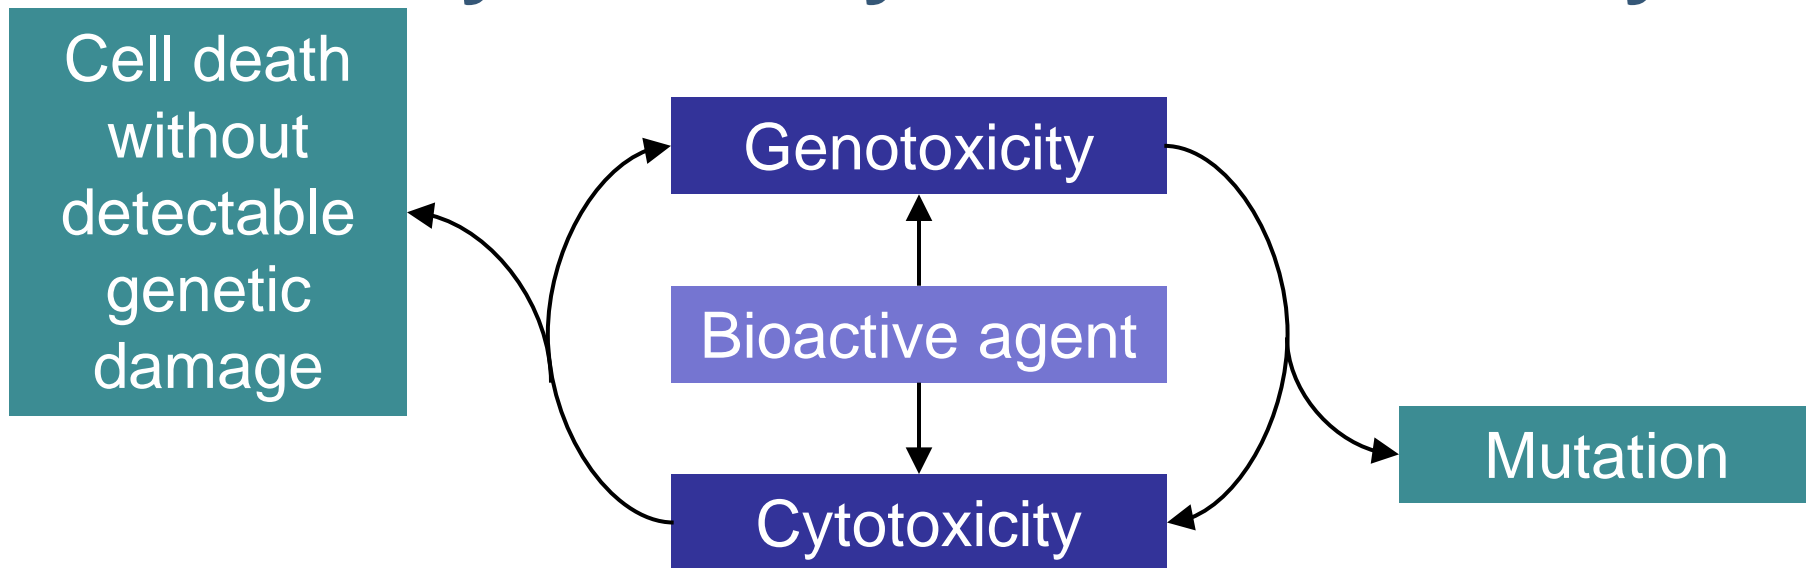 Cell death
without
detectable
genetic
damage
Genotoxicity
Bioactive agent
Cytotoxicity
Mutation